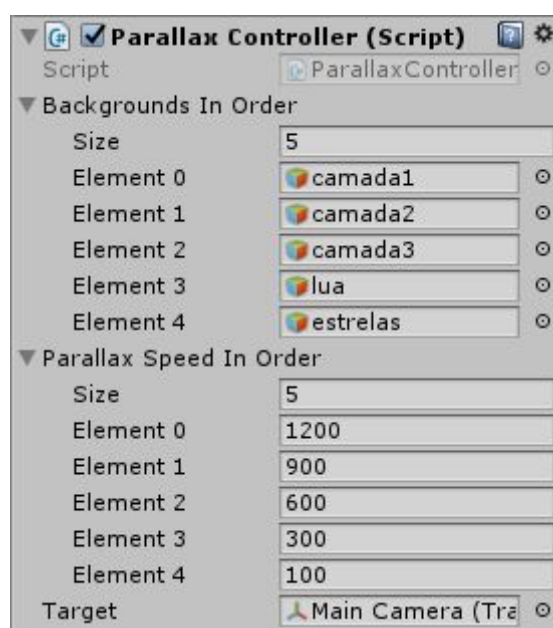 Parallax Controller (Script)
Script ParallaxController
Backgrounds In Order
Size 5
Element 0 camada1
Element 1 camada2
Element 2 camada3
Element 3 lua
Element 4 estrelas
Parallax Speed In Order
Size 5
Element 0 1200
Element 1 900
Element 2 600
Element 3 300
Element 4 100
Target Main Camera (Tra